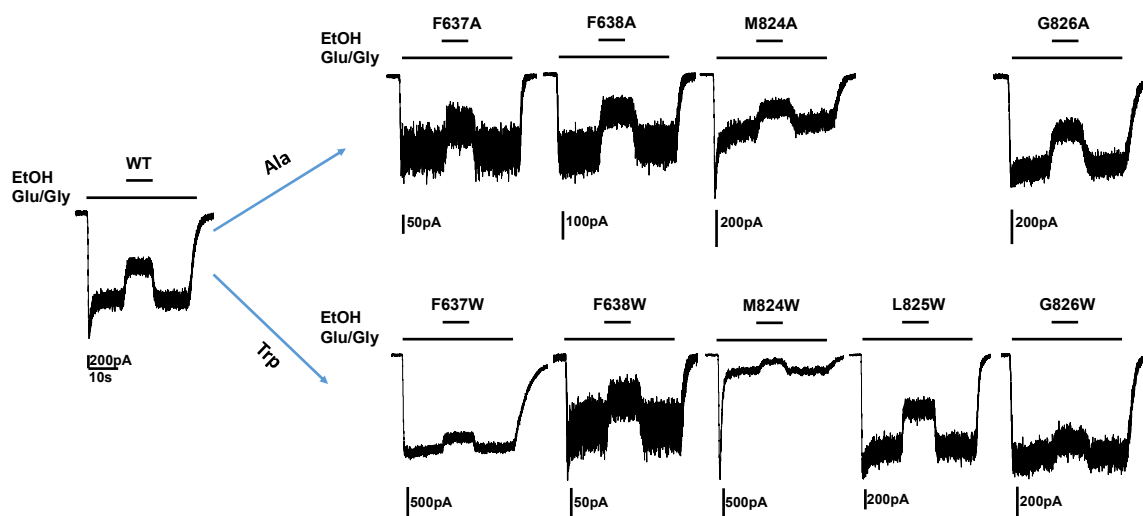 F637A F638A M824A G826A
EtOH
Glu/Gly
50pA 100pA 200pA 200pA
Ala
WT
EtOH
Glu/Gly
200pA
10s
Trp
F637W F638W M824W L825W G826W
EtOH
Glu/Gly
500pA 50pA 500pA 200pA 200pA